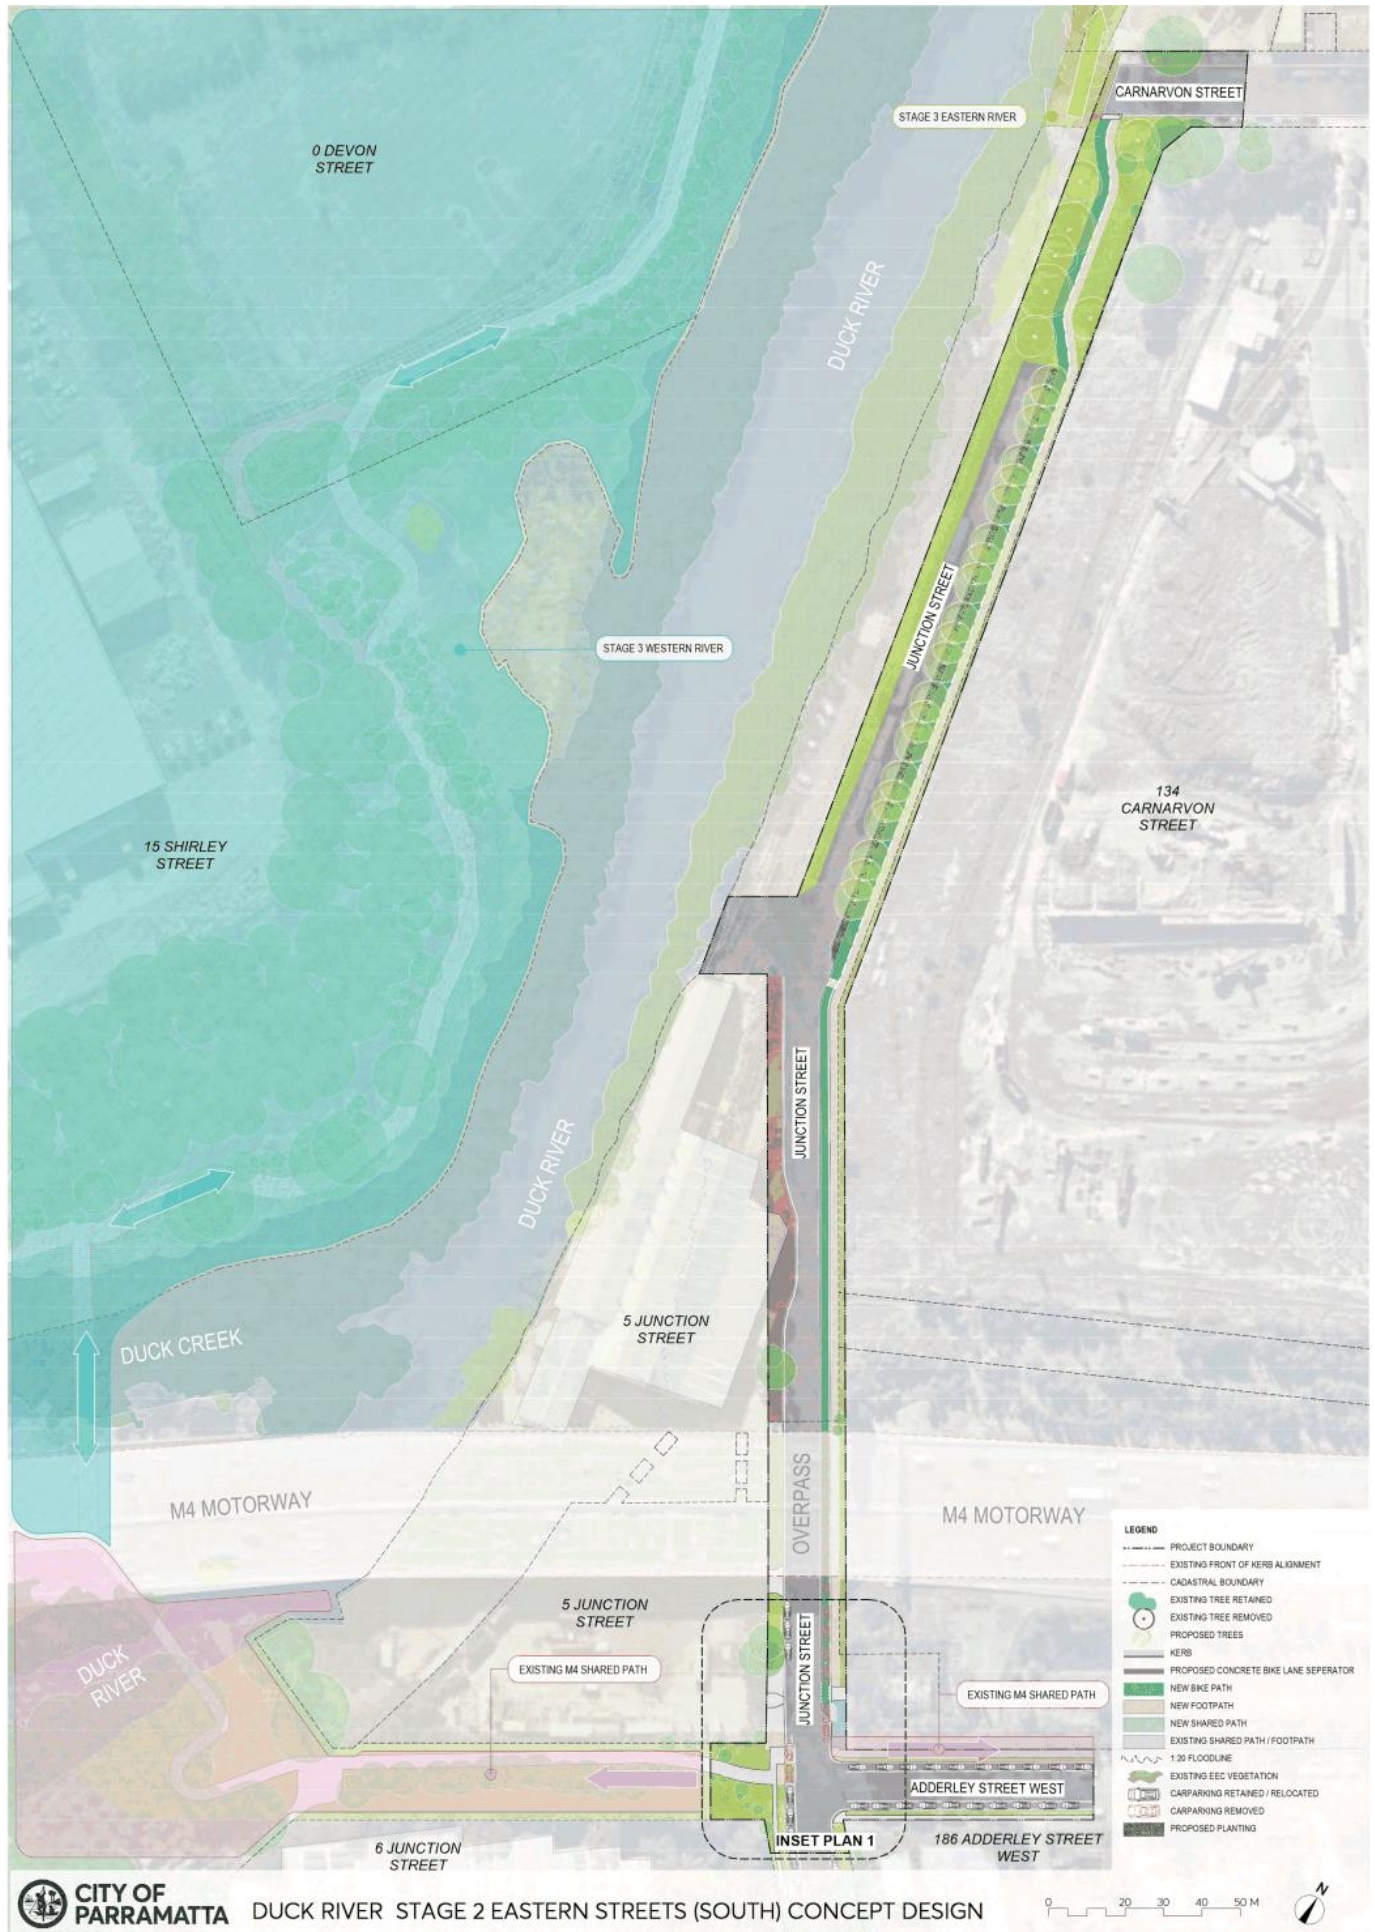 CARNARVON STREET
STAGE 3 EASTERN RIVER
0 DEVON
STREET
DUCK RIVER
JUNCTION STREET
STAGE 3 WESTERN RIVER
134
CARNARVON
STREET
15 SHIRLEY
STREET
JUNCTION STREET
DUCK RIVER
5 JUNCTION
STREET
DUCK CREEK
M4 MOTORWAY
OVERPASS
M4 MOTORWAY
5 JUNCTION
STREET
JUNCTION STREET
DUCK
RIVER
EXISTING M4 SHARED PATH
EXISTING M4 SHARED PATH
ADDERLEY STREET WEST
INSET PLAN 1
6 JUNCTION
STREET
186 ADDERLEY STREET
WEST
LEGEND
PROJECT BOUNDARY
EXISTING FRONT OF KERB ALIGNMENT
CADASTRAL BOUNDARY
EXISTING TREE RETAINED
EXISTING TREE REMOVED
PROPOSED TREES
KERB
PROPOSED CONCRETE BIKE LANE SEPERATOR
NEW BIKE PATH
NEW FOOTPATH
NEW SHARED PATH
EXISTING SHARED PATH / FOOTPATH
1:20 FLOODLINE
EXISTING EEC VEGETATION
CARPARKING RETAINED / RELOCATED
CARPARKING REMOVED
PROPOSED PLANTING
CITY OF
PARRAMATTA
DUCK RIVER STAGE 2 EASTERN STREETS (SOUTH) CONCEPT DESIGN
0 20 30 40 50 M
N